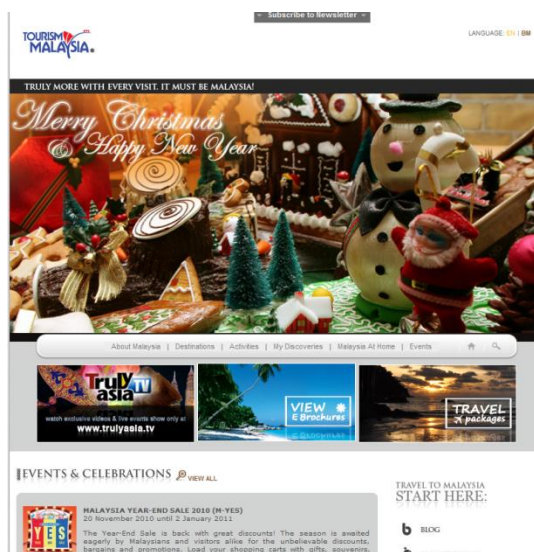 Subscribe to Newsletter
TOURISM
MALAYSIA.
LANGUAGE: EN | BM
TRULY MORE WITH EVERY VISIT. IT MUST BE MALAYSIA!
Merry Christmas
& Happy New Year
About Malaysia | Destinations | Activities | My Discoveries | Malaysia At Home | Events
Truly
asia TV
watch exclusive videos & live events show only at
www.trulyasia.tv
VIEW
E Brochures
TRAVEL
packages
EVENTS & CELEBRATIONS VIEW ALL
TRAVEL TO MALAYSIA
START HERE:
YES
MALAYSIA YEAR-END SALE 2010 (M-YES)
20 November 2010 until 2 January 2011
The Year-End Sale is back with great discounts! The season is awaited
eagerly by Malaysians and visitors alike for the unbelievable discounts,
bargains and promotions. Load your shopping carts with gifts, souvenirs,
b BLOG